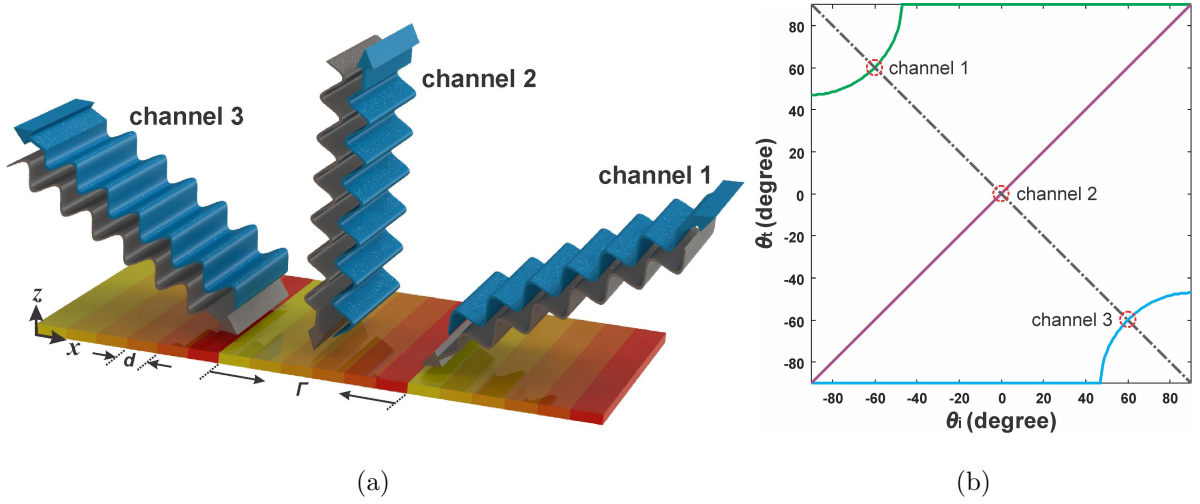 channel 3
channel 2
channel 1
z
x
d
Γ
(a)
80
60
40
20
0
-20
-40
-60
-80
θt (degree)
channel 1
channel 2
channel 3
-80 -60 -40 -20 0 20 40 60 80
θi (degree)
(b)